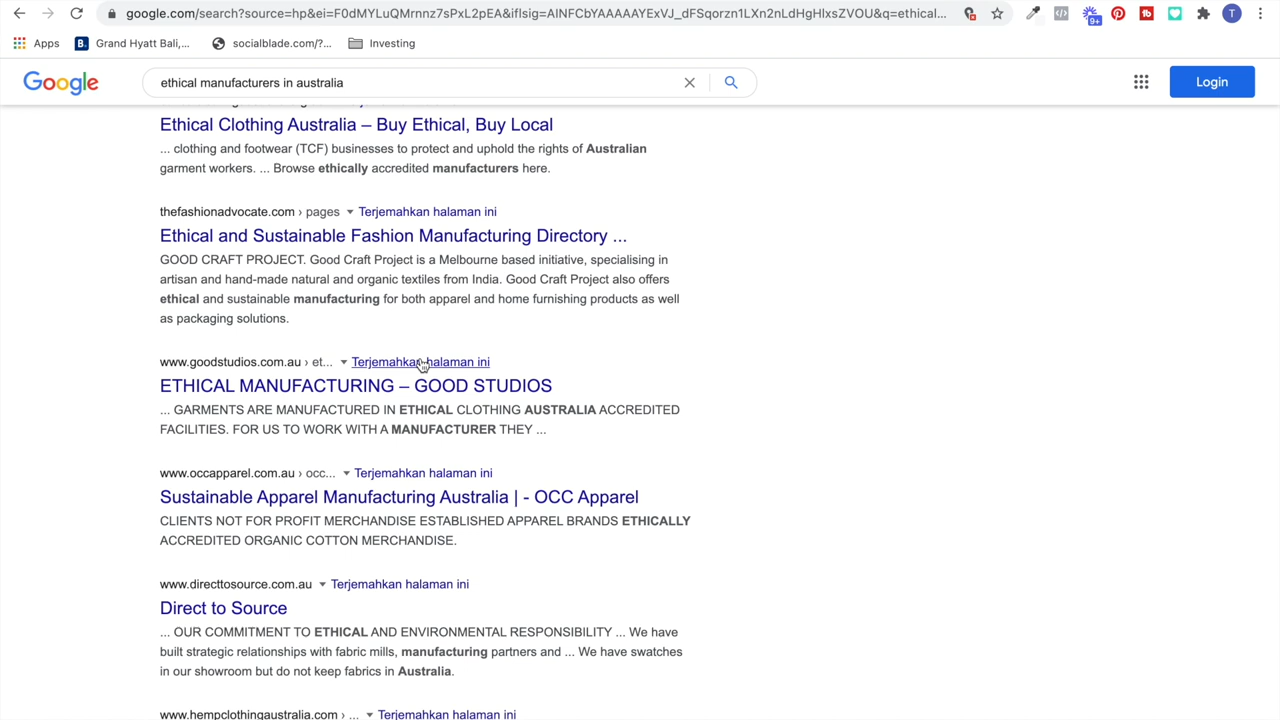 google.com/search?source=hp&ei=F0dMYLuQMrnnz7sPxL2pEA&iflsig=AINFCbYAAAAAYExVJ_dFSqorzn1LXn2nLdHgHlxsZVOU&q=ethical...
9+
T
Apps
B. Grand Hyatt Bali,...
socialblade.com/?...
Investing
Google
ethical manufacturers in australia
Login
Ethical Clothing Australia – Buy Ethical, Buy Local
... clothing and footwear (TCF) businesses to protect and uphold the rights of Australian
garment workers. ... Browse ethically accredited manufacturers here.
thefashionadvocate.com › pages ▼ Terjemahkan halaman ini
Ethical and Sustainable Fashion Manufacturing Directory ...
GOOD CRAFT PROJECT. Good Craft Project is a Melbourne based initiative, specialising in
artisan and hand-made natural and organic textiles from India. Good Craft Project also offers
ethical and sustainable manufacturing for both apparel and home furnishing products as well
as packaging solutions.
www.goodstudios.com.au › et... ▼ Terjemahkan halaman ini
ETHICAL MANUFACTURING – GOOD STUDIOS
... GARMENTS ARE MANUFACTURED IN ETHICAL CLOTHING AUSTRALIA ACCREDITED
FACILITIES. FOR US TO WORK WITH A MANUFACTURER THEY ...
www.occapparel.com.au › occ... ▼ Terjemahkan halaman ini
Sustainable Apparel Manufacturing Australia | - OCC Apparel
CLIENTS NOT FOR PROFIT MERCHANDISE ESTABLISHED APPAREL BRANDS ETHICALLY
ACCREDITED ORGANIC COTTON MERCHANDISE.
www.directtosource.com.au ▼ Terjemahkan halaman ini
Direct to Source
... OUR COMMITMENT TO ETHICAL AND ENVIRONMENTAL RESPONSIBILITY ... We have
built strategic relationships with fabric mills, manufacturing partners and ... We have swatches
in our showroom but do not keep fabrics in Australia.
www.hempclothingaustralia.com › ... ▼ Terjemahkan halaman ini